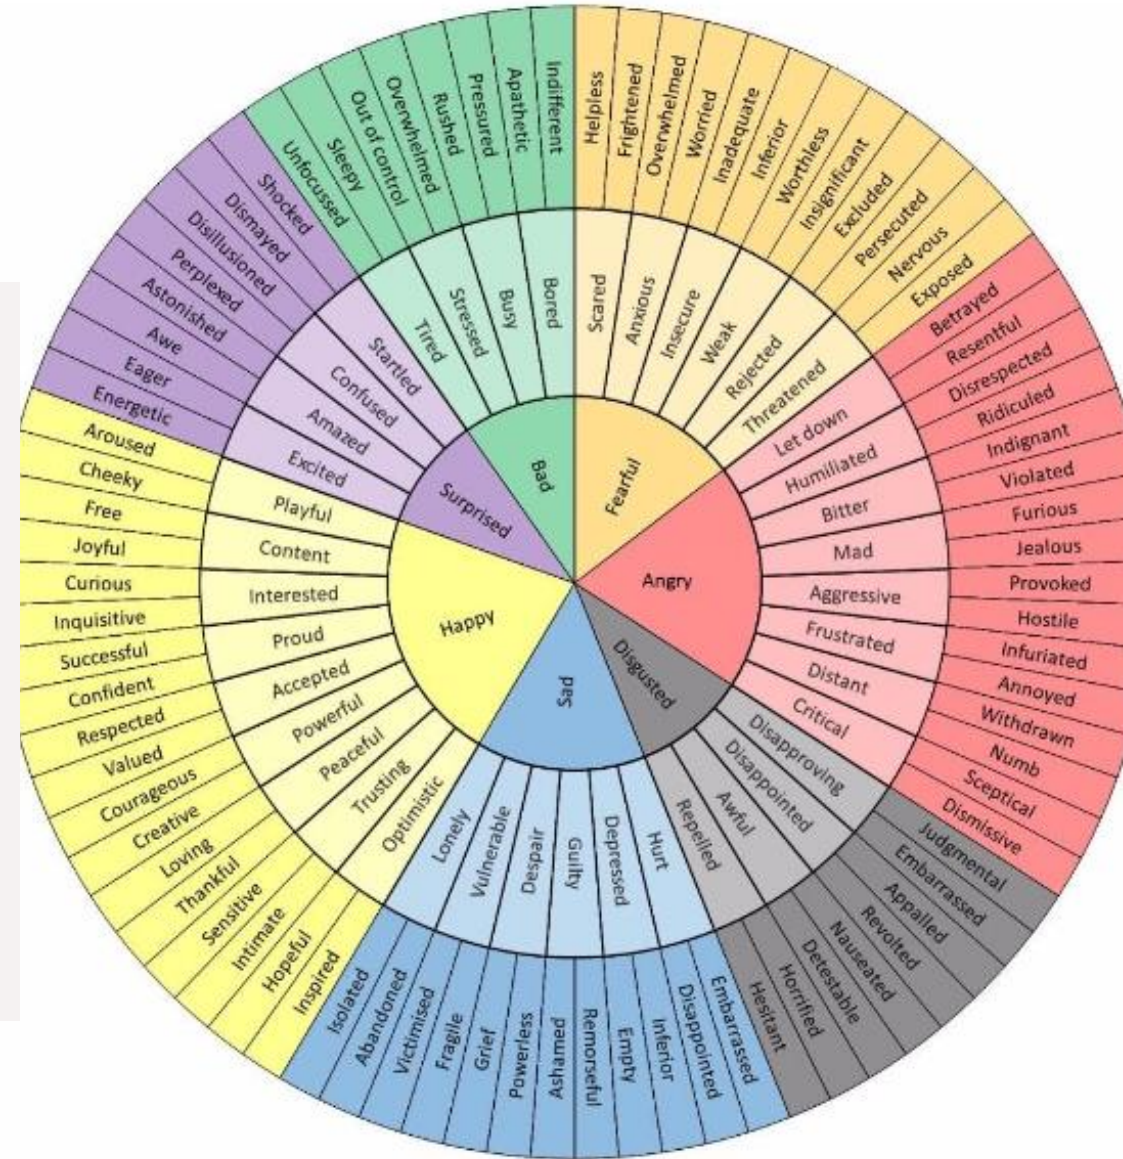 Fearful
Angry
Disgusted
Sad
Happy
Surprised
Bad
Scared
Anxious
Insecure
Weak
Rejected
Threatened
Let down
Humiliated
Bitter
Mad
Aggressive
Frustrated
Distant
Critical
Disapproving
Disappointed
Awful
Repelled
Hurt
Depressed
Guilty
Despair
Vulnerable
Lonely
Optimistic
Trusting
Peaceful
Powerful
Accepted
Proud
Interested
Content
Playful
Excited
Amazed
Confused
Startled
Tired
Stressed
Busy
Bored
Helpless
Frightened
Overwhelmed
Worried
Inadequate
Inferior
Worthless
Insignificant
Excluded
Persecuted
Nervous
Exposed
Betrayed
Resentful
Disrespected
Ridiculed
Indignant
Violated
Furious
Jealous
Provoked
Hostile
Infuriated
Annoyed
Withdrawn
Numb
Sceptical
Dismissive
Judgmental
Embarrassed
Appalled
Revolted
Nauseated
Detestable
Horrified
Hesitant
Embarrassed
Disappointed
Inferior
Empty
Remorseful
Ashamed
Powerless
Grief
Fragile
Victimised
Abandoned
Isolated
Inspired
Hopeful
Intimate
Sensitive
Thankful
Loving
Creative
Courageous
Valued
Respected
Confident
Successful
Inquisitive
Curious
Joyful
Free
Cheeky
Aroused
Energetic
Eager
Awe
Astonished
Perplexed
Disillusioned
Dismayed
Shocked
Unfocussed
Sleepy
Out of control
Overwhelmed
Rushed
Pressured
Apathetic
Indifferent